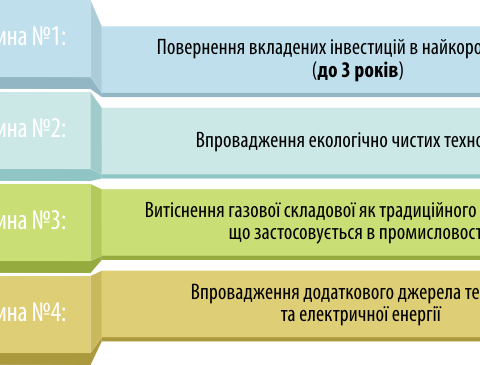 ина №1:
Повернення вкладених інвестицій в найкоро
(до 3 років)
ина №2:
Впровадження екологічно чистих техно
ина №3:
Витіснення газової складової як традиційного
що застосовується в промисловост
ина №4:
Впровадження додаткового джерела те
та електричної енергії